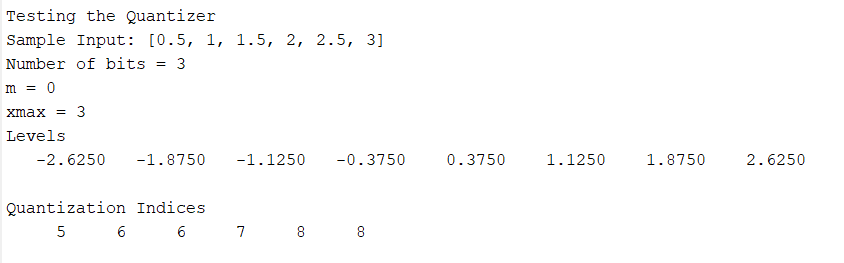 Testing the Quantizer
Sample Input: [0.5, 1, 1.5, 2, 2.5, 3]
Number of bits = 3
m = 0
xmax = 3
Levels
-2.6250 -1.8750 -1.1250 -0.3750 0.3750 1.1250 1.8750 2.6250
Quantization Indices
5 6 6 7 8 8